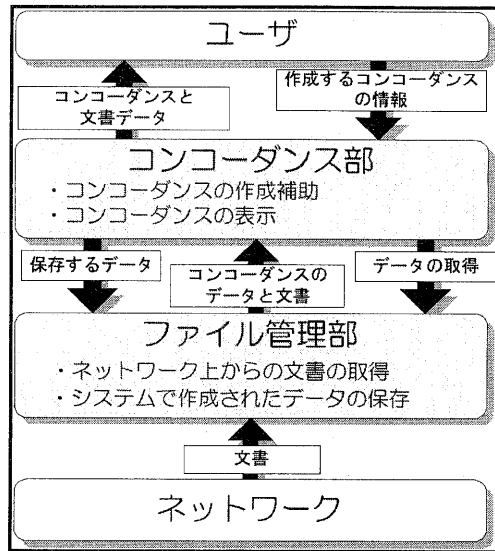 ユーザ
コンコーダンスと
文書データ
作成するコンコーダンス
の情報
コンコーダンス部
・コンコーダンスの作成補助
・コンコーダンスの表示
保存するデータ
コンコーダンスの
データと文書
データの取得
ファイル管理部
・ネットワーク上からの文書の取得
・システムで作成されたデータの保存
文書
ネットワーク